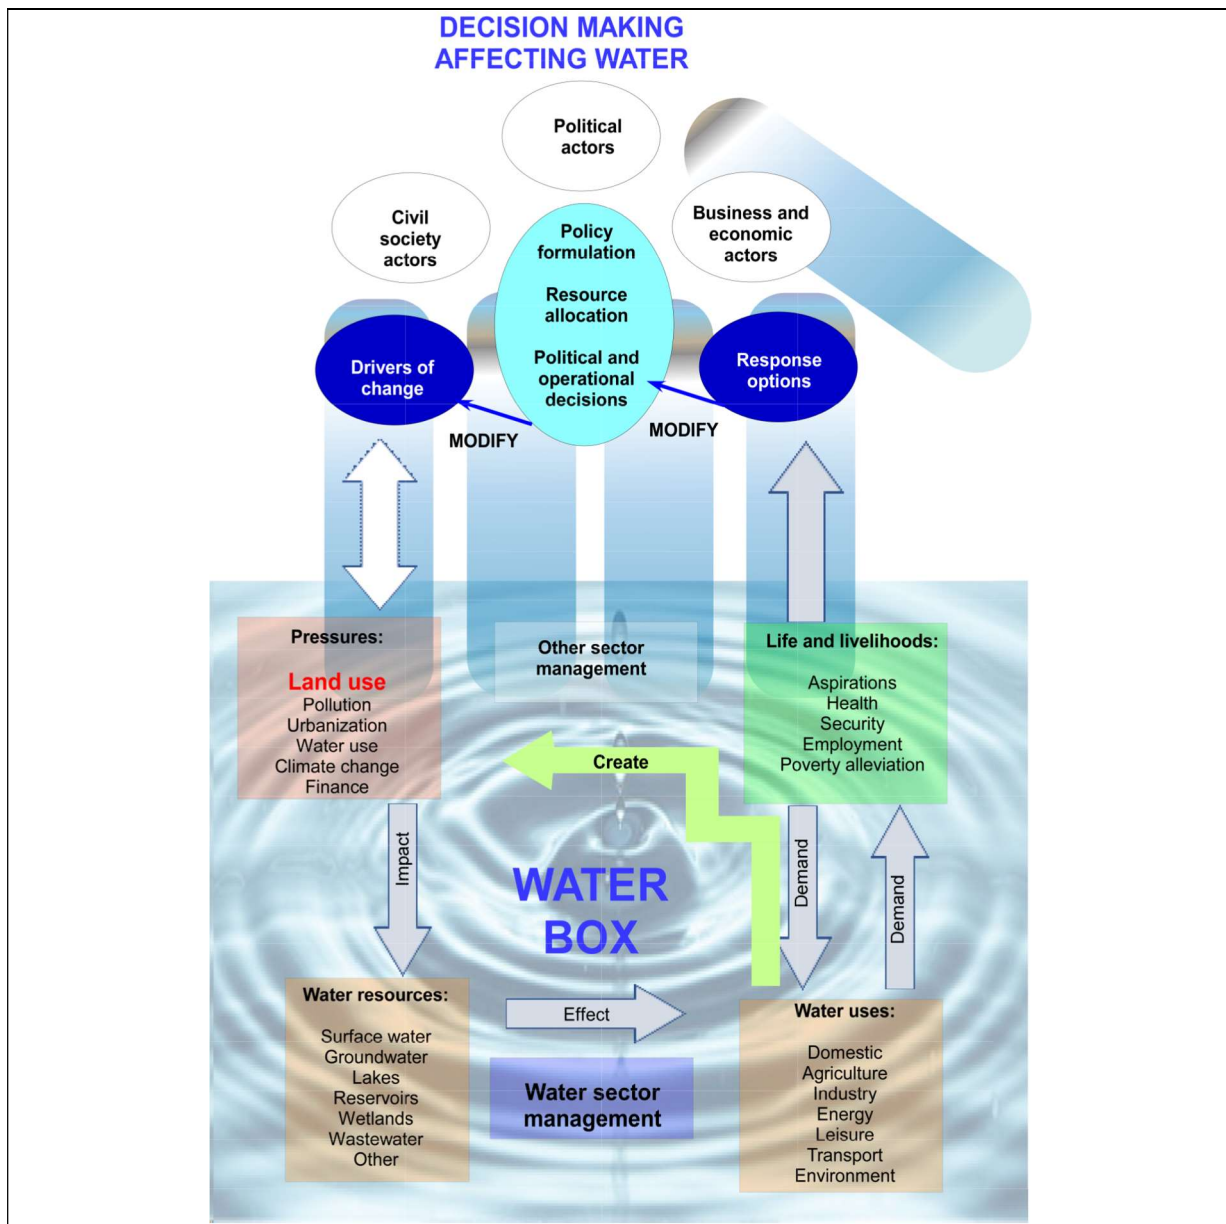 DECISION MAKING
AFFECTING WATER
Political
actors
Civil
society
actors
Business and
economic
actors
Policy
formulation
Resource
allocation
Political and
operational
decisions
Drivers of
change
Response
options
MODIFY
MODIFY
Pressures:
Land use
Pollution
Urbanization
Water use
Climate change
Finance
Other sector
management
Life and livelihoods:
Aspirations
Health
Security
Employment
Poverty alleviation
Create
Impact
WATER
BOX
Demand
Demand
Water resources:
Surface water
Groundwater
Lakes
Reservoirs
Wetlands
Wastewater
Other
Effect
Water sector
management
Water uses:
Domestic
Agriculture
Industry
Energy
Leisure
Transport
Environment